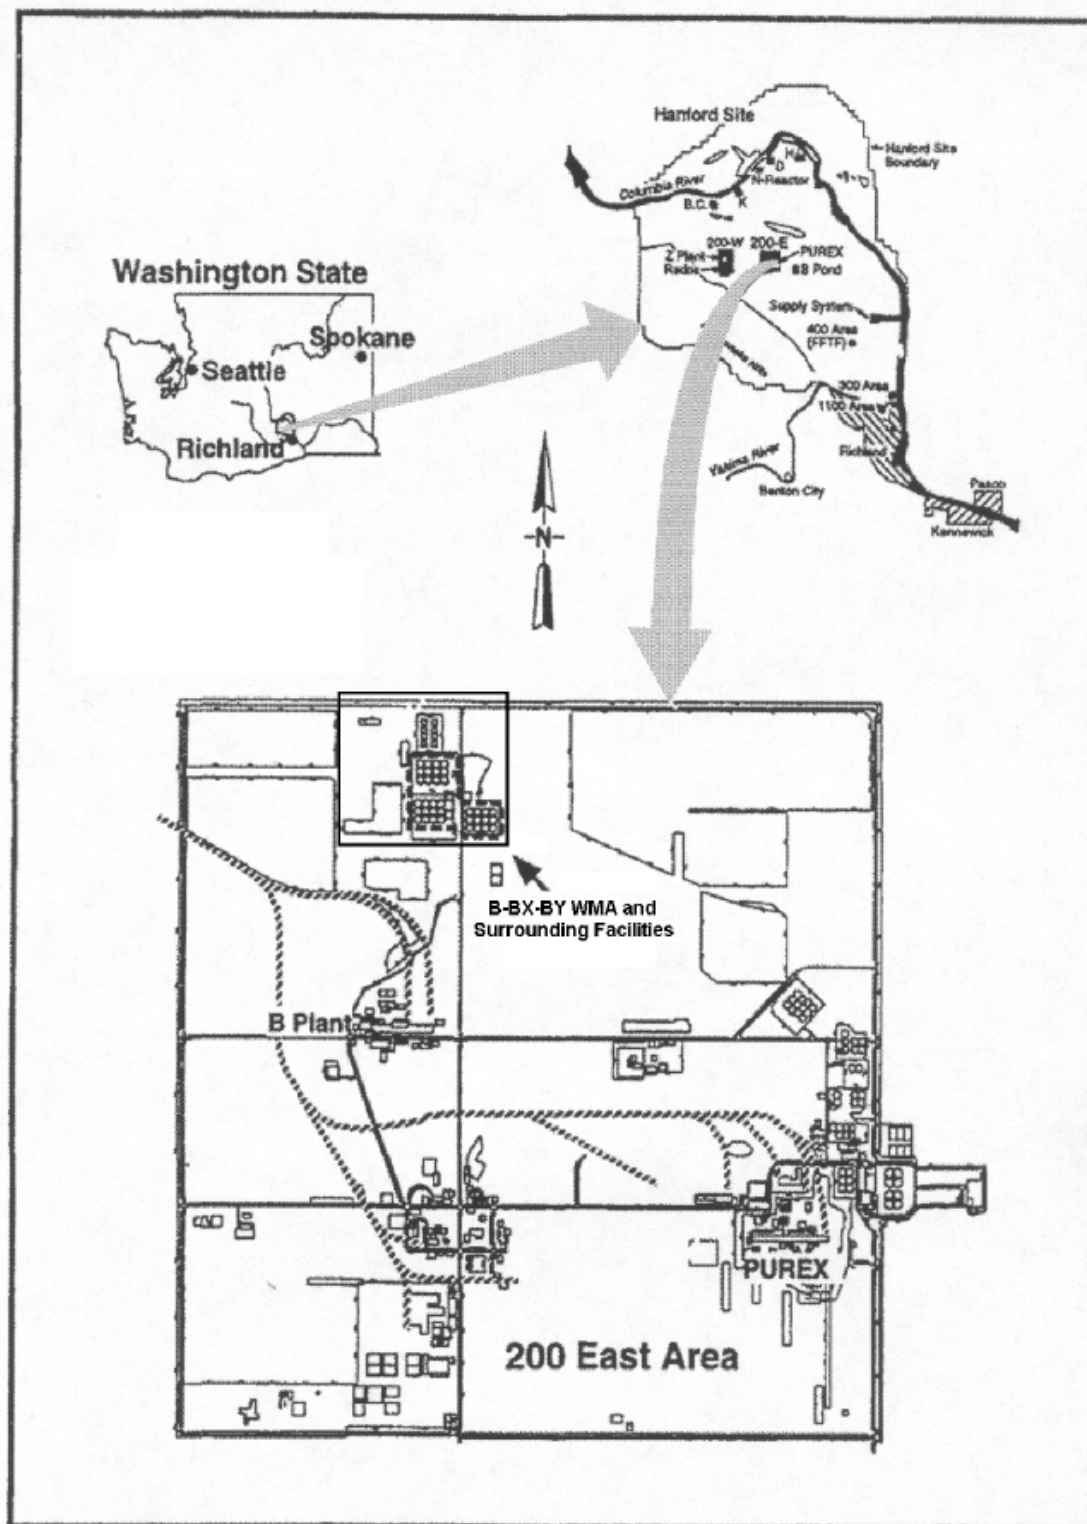 Hanford Site
Hanford Site
Boundary
Columbia River
H
D
N-Reactor
K
B.C.
200-W
200-E
Z Plant
Redox
PUREX
B Pond
Supply System
400 Area
(FFTF)
300 Area
1100 Area
Richland
Yakima River
Benton City
Pasco
Kennewick
Washington State
Spokane
Seattle
Richland
N
B-BX-BY WMA and
Surrounding Facilities
B Plant
PUREX
200 East Area